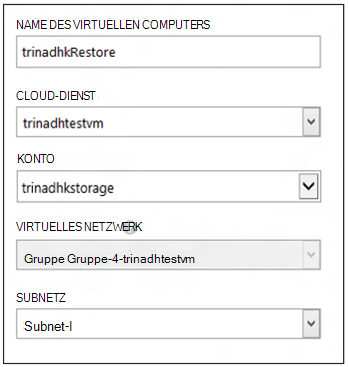 NAME DES VIRTUELLEN COMPUTERS
trinadhkRestore
CLOUD-DIENST
trinadhtestvm
KONTO
trinadhkstorage
VIRTUELLES NETZWERK
Gruppe Gruppe-4-trinadhtestvm
SUBNETZ
Subnet-l